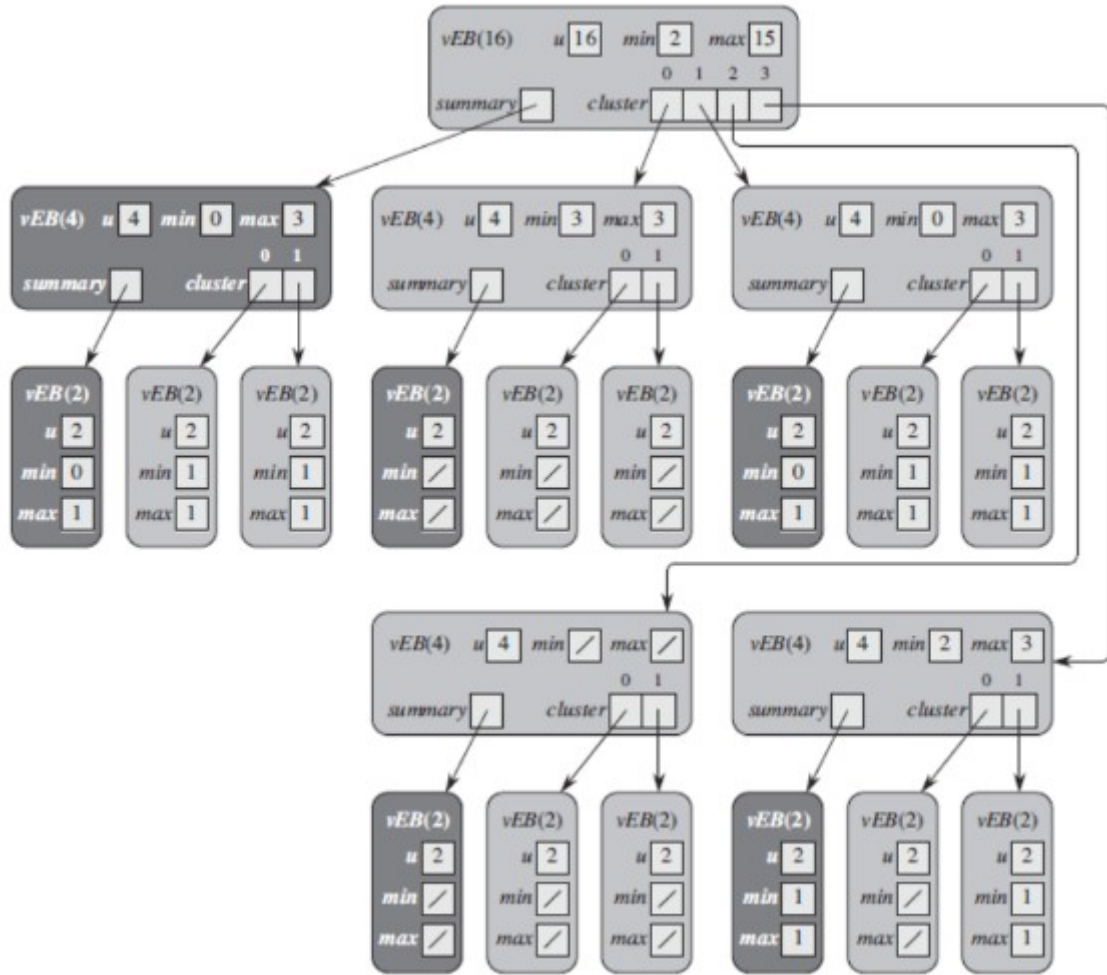 vEB(16) u 16 min 2 max 15
0 1 2 3
summary cluster
vEB(4) u 4 min 0 max 3
0 1
summary cluster
vEB(4) u 4 min 3 max 3
0 1
summary cluster
vEB(4) u 4 min 0 max 3
0 1
summary cluster
vEB(2)
u 2
min 0
max 1
vEB(2)
u 2
min 1
max 1
vEB(2)
u 2
min 1
max 1
vEB(2)
u 2
min /
max /
vEB(2)
u 2
min /
max /
vEB(2)
u 2
min /
max /
vEB(2)
u 2
min 0
max 1
vEB(2)
u 2
min 1
max 1
vEB(2)
u 2
min 1
max 1
vEB(4) u 4 min / max /
0 1
summary cluster
vEB(4) u 4 min 2 max 3
0 1
summary cluster
vEB(2)
u 2
min /
max /
vEB(2)
u 2
min /
max /
vEB(2)
u 2
min /
max /
vEB(2)
u 2
min 1
max 1
vEB(2)
u 2
min /
max /
vEB(2)
u 2
min 1
max 1